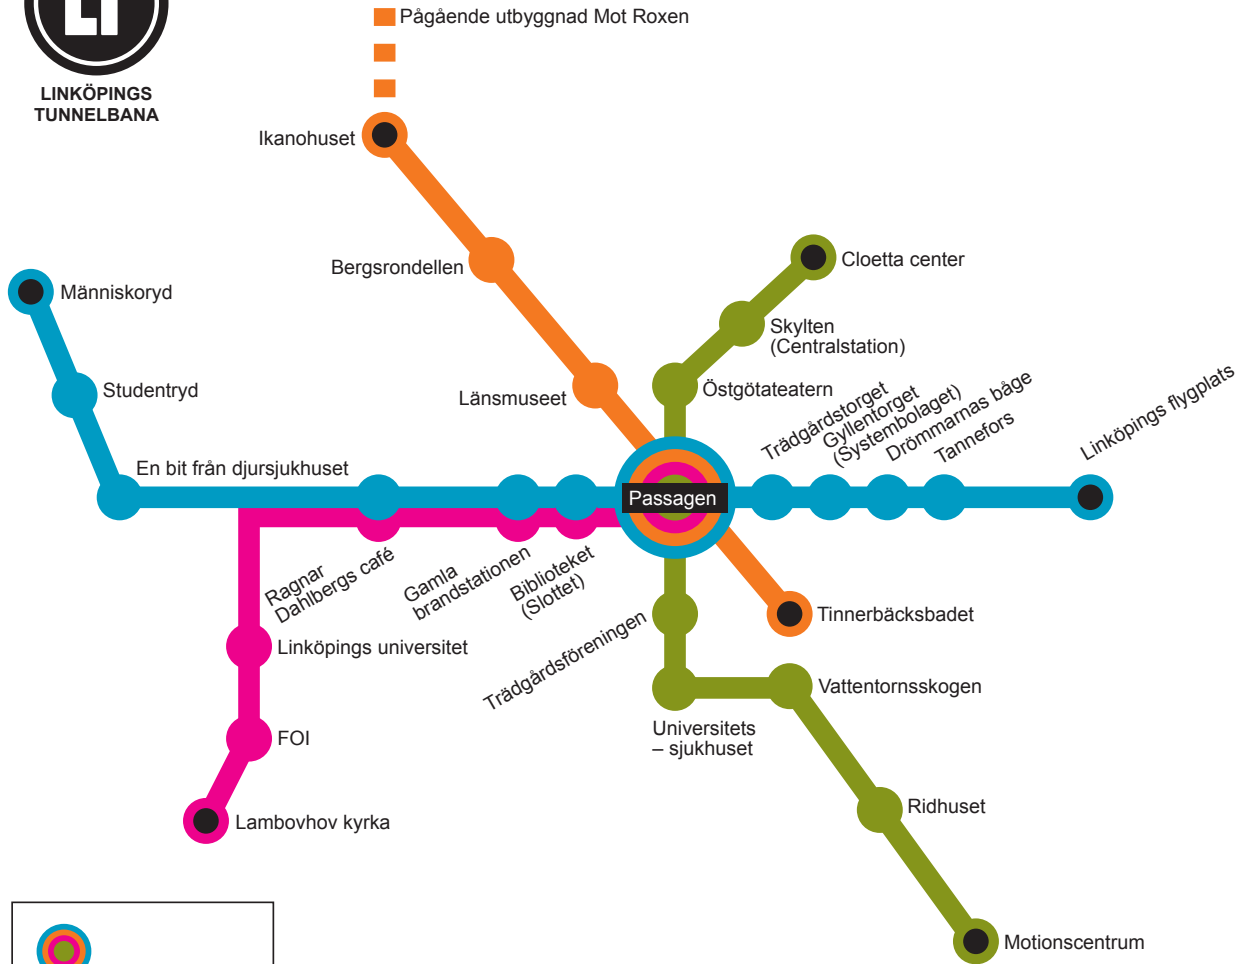 LT
LINKÖPINGS
TUNNELBANA
Pågående utbyggnad Mot Roxen
Ikanohuset
Bergsrondellen
Cloetta center
Människoryd
Skylten
(Centralstation)
Studentryd
Länsmuseet
Östgötateatern
Trädgårdstorget
Gyllentorget
(Systembolaget)
Drömmarnas båge
Tannefors
Linköpings flygplats
En bit från djursjukhuset
Passagen
Ragnar
Dahlbergs café
Gamla
brandstationen
Biblioteket
(Slottet)
Tinnerbäcksbadet
Linköpings universitet
Trädgårdsföreningen
Vattentornsskogen
Universitets
– sjukhuset
FOI
Ridhuset
Lambovhov kyrka
Motionscentrum